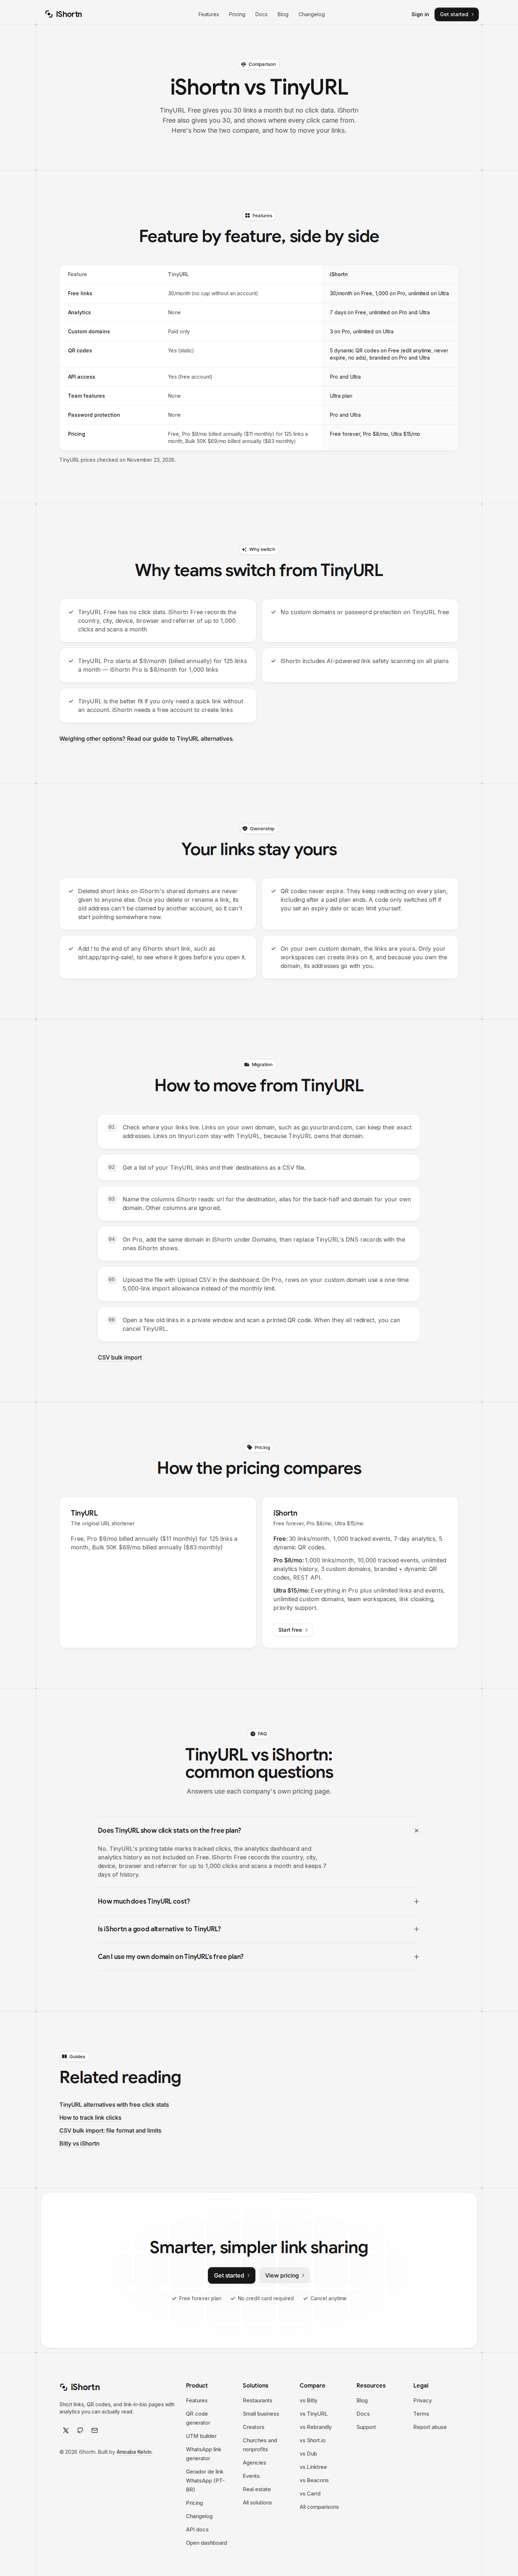 iShortn
Features
Pricing
Docs
Blog
Changelog
Sign in
Get started
Comparison
iShortn vs TinyURL
TinyURL Free gives you 30 links a month but no click data. iShortn
Free also gives you 30, and shows where every click came from.
Here's how the two compare, and how to move your links.
Features
Feature by feature, side by side
Feature
TinyURL
iShortn
Free links
30/month (no cap without an account)
30/month on Free, 1,000 on Pro, unlimited on Ultra
Analytics
None
7 days on Free, unlimited on Pro and Ultra
Custom domains
Paid only
3 on Pro, unlimited on Ultra
QR codes
Yes (static)
5 dynamic QR codes on Free (edit anytime, never
expire, no ads), branded on Pro and Ultra
API access
Yes (free account)
Pro and Ultra
Team features
None
Ultra plan
Password protection
None
Pro and Ultra
Pricing
Free, Pro $9/mo billed annually ($11 monthly) for 125 links a
month, Bulk 50K $69/mo billed annually ($83 monthly)
Free forever, Pro $8/mo, Ultra $15/mo
TinyURL prices checked on November 23, 2026.
Why switch
Why teams switch from TinyURL
TinyURL Free has no click stats. iShortn Free records the
country, city, device, browser and referrer of up to 1,000
clicks and scans a month
No custom domains or password protection on TinyURL free
TinyURL Pro starts at $9/month (billed annually) for 125 links
a month — iShortn Pro is $8/month for 1,000 links
iShortn includes AI-powered link safety scanning on all plans
TinyURL is the better fit if you only need a quick link without
an account. iShortn needs a free account to create links
Weighing other options? Read our guide to TinyURL alternatives.
Ownership
Your links stay yours
Deleted short links on iShortn's shared domains are never
given to anyone else. Once you delete or rename a link, its
old address can't be claimed by another account, so it can't
start pointing somewhere new.
QR codes never expire. They keep redirecting on every plan,
including after a paid plan ends. A code only switches off if
you set an expiry date or scan limit yourself.
Add ! to the end of any iShortn short link, such as
isht.app/spring-sale!, to see where it goes before you open it.
On your own custom domain, the links are yours. Only your
workspaces can create links on it, and because you own the
domain, its addresses go with you.
Migration
How to move from TinyURL
01
Check where your links live. Links on your own domain, such as go.yourbrand.com, can keep their exact
addresses. Links on tinyurl.com stay with TinyURL, because TinyURL owns that domain.
02
Get a list of your TinyURL links and their destinations as a CSV file.
03
Name the columns iShortn reads: url for the destination, alias for the back-half and domain for your own
domain. Other columns are ignored.
04
On Pro, add the same domain in iShortn under Domains, then replace TinyURL's DNS records with the
ones iShortn shows.
05
Upload the file with Upload CSV in the dashboard. On Pro, rows on your custom domain use a one-time
5,000-link import allowance instead of the monthly limit.
06
Open a few old links in a private window and scan a printed QR code. When they all redirect, you can
cancel TinyURL.
CSV bulk import
Pricing
How the pricing compares
TinyURL
The original URL shortener
Free, Pro $9/mo billed annually ($11 monthly) for 125 links a
month, Bulk 50K $69/mo billed annually ($83 monthly)
iShortn
Free forever, Pro $8/mo, Ultra $15/mo
Free: 30 links/month, 1,000 tracked events, 7-day analytics, 5
dynamic QR codes.
Pro $8/mo: 1,000 links/month, 10,000 tracked events, unlimited
analytics history, 3 custom domains, branded + dynamic QR
codes, REST API.
Ultra $15/mo: Everything in Pro plus unlimited links and events,
unlimited custom domains, team workspaces, link cloaking,
priority support.
Start free
FAQ
TinyURL vs iShortn:
common questions
Answers use each company's own pricing page.
Does TinyURL show click stats on the free plan?
No. TinyURL's pricing table marks tracked clicks, the analytics dashboard and
analytics history as not included on Free. iShortn Free records the country, city,
device, browser and referrer for up to 1,000 clicks and scans a month and keeps 7
days of history.
How much does TinyURL cost?
Is iShortn a good alternative to TinyURL?
Can I use my own domain on TinyURL's free plan?
Guides
Related reading
TinyURL alternatives with free click stats
How to track link clicks
CSV bulk import: file format and limits
Bitly vs iShortn
Smarter, simpler link sharing
Get started
View pricing
Free forever plan
No credit card required
Cancel anytime
iShortn
Short links, QR codes, and link-in-bio pages with
analytics you can actually read.
© 2026 iShortn. Built by Amoaba Kelvin.
Product
Features
QR code
generator
UTM builder
WhatsApp link
generator
Gerador de link
WhatsApp (PT-
BR)
Pricing
Changelog
API docs
Open dashboard
Solutions
Restaurants
Small business
Creators
Churches and
nonprofits
Agencies
Events
Real estate
All solutions
Compare
vs Bitly
vs TinyURL
vs Rebrandly
vs Short.io
vs Dub
vs Linktree
vs Beacons
vs Carrd
All comparisons
Resources
Blog
Docs
Support
Legal
Privacy
Terms
Report abuse